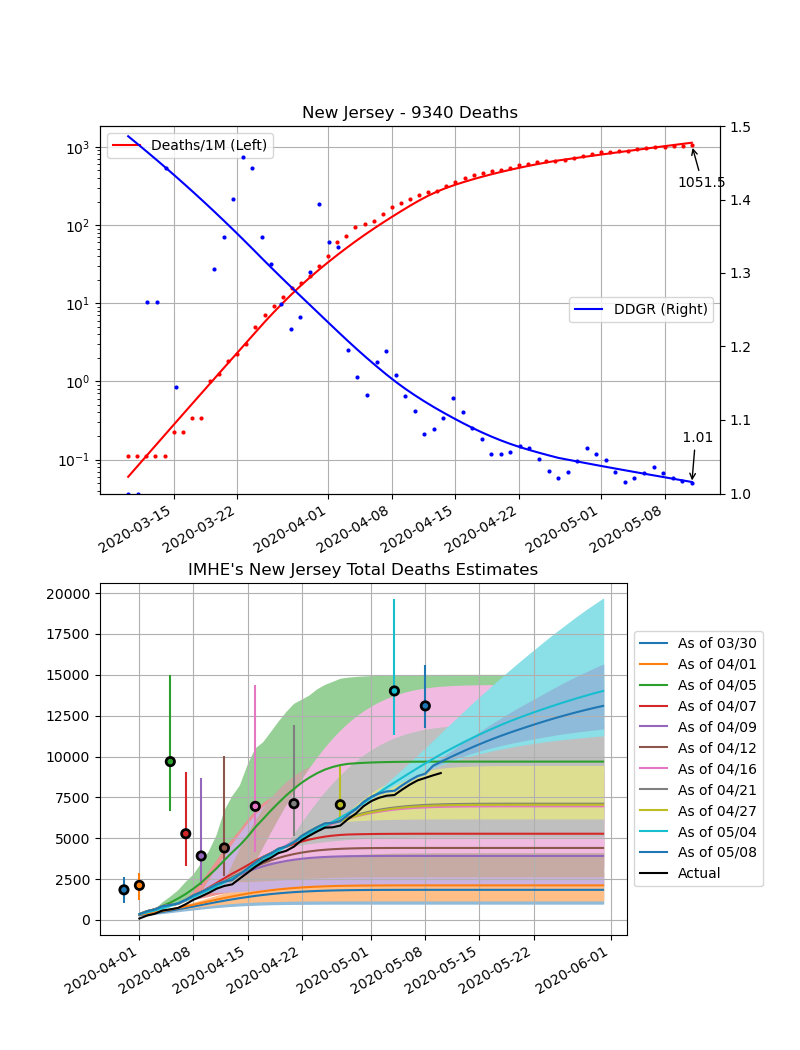 New Jersey - 9340 Deaths
Deaths/1M (Left)
DDGR (Right)
1051.5
1.01
10³
10²
10¹
10⁰
10⁻¹
1.5
1.4
1.3
1.2
1.1
1.0
2020-03-15
2020-03-22
2020-04-01
2020-04-08
2020-04-15
2020-04-22
2020-05-01
2020-05-08
IMHE's New Jersey Total Deaths Estimates
20000
17500
15000
12500
10000
7500
5000
2500
0
2020-04-01
2020-04-08
2020-04-15
2020-04-22
2020-05-01
2020-05-08
2020-05-15
2020-05-22
2020-06-01
As of 03/30
As of 04/01
As of 04/05
As of 04/07
As of 04/09
As of 04/12
As of 04/16
As of 04/21
As of 04/27
As of 05/04
As of 05/08
Actual